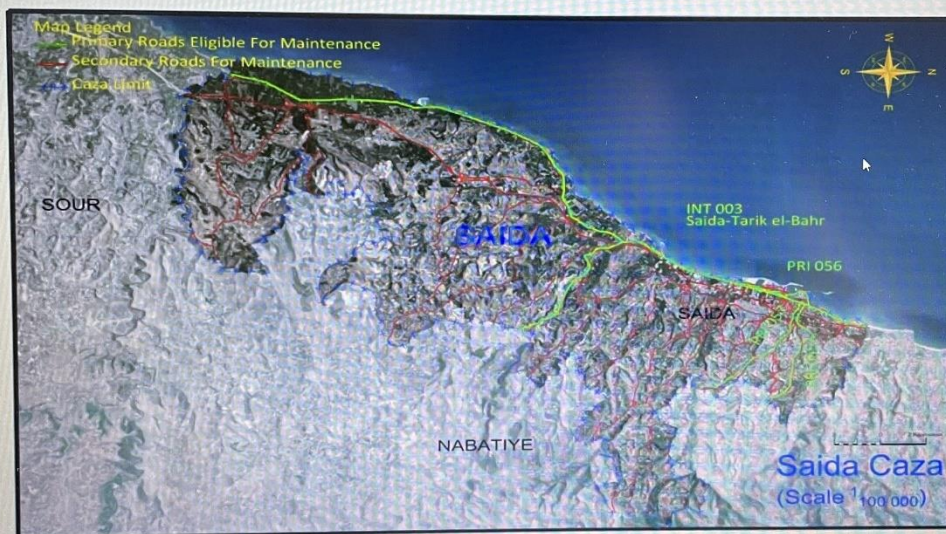 Map Legend
Primary Roads Eligible For Maintenance
Secondary Roads For Maintenance
Caza Limit
W
S
N
E
SOUR
INT 003
Saida-Tarik el-Bahr
SAIDA
PRI 056
SAIDA
NABATIYE
Saida Caza
(Scale 1/100 000)